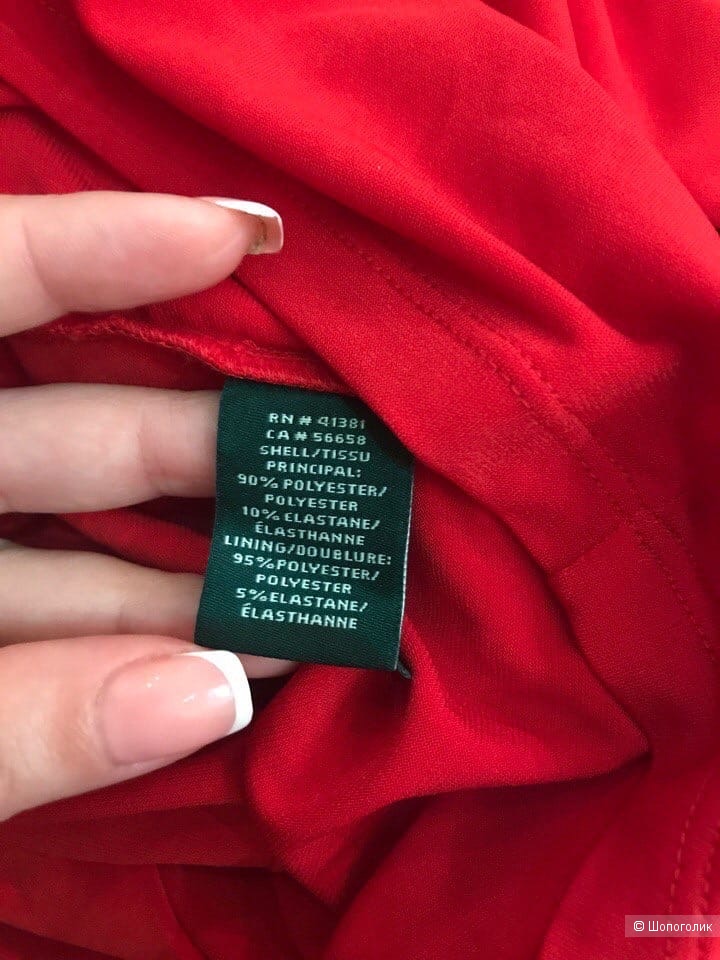 RN # 41381
CA # 56658
SHELL/TISSU
PRINCIPAL:
90% POLYESTER/
POLYESTER
10% ELASTANE/
ÉLASTHANNE
LINING/DOUBLURE:
95%POLYESTER/
POLYESTER
5%ELASTANE/
ÉLASTHANNE
© Шопоголик